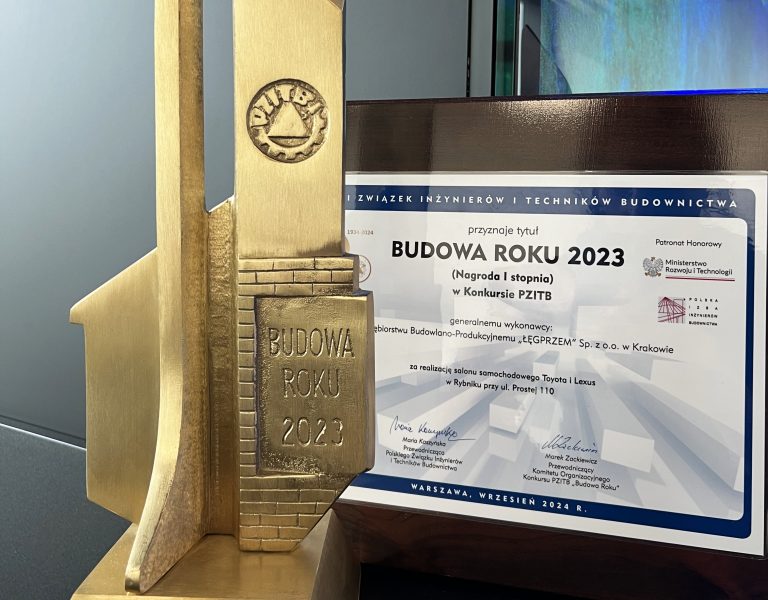 PZITB
BUDOWA
ROKU
2023
I ZWIĄZEK INŻYNIERÓW I TECHNIKÓW BUDOWNICTWA
1934-2024
przyznaje tytuł
BUDOWA ROKU 2023
(Nagroda I stopnia)
w Konkursie PZITB
Patronat Honorowy
Ministerstwo
Rozwoju i Technologii
POLSKA
IZBA
INŻYNIERÓW
BUDOWNICTWA
generalnemu wykonawcy:
ębiorstwu Budowlano-Produkcyjnemu „ŁĘGPRZEM” Sp. z o.o. w Krakowie
za realizację salonu samochodowego Toyota i Lexus
w Rybniku przy ul. Prostej 110
Maria Kaszyńska
Przewodnicząca
Polskiego Związku Inżynierów
i Techników Budownictwa
Marek Zackiewicz
Przewodniczący
Komitetu Organizacyjnego
Konkursu PZITB „Budowa Roku”
WARSZAWA, WRZESIEŃ 2024 R.